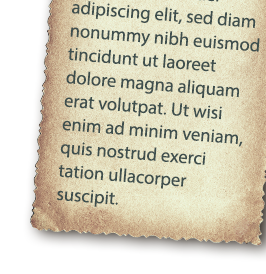 adipiscing elit, sed diam
nonummy nibh euismod
tincidunt ut laoreet
dolore magna aliquam
erat volutpat. Ut wisi
enim ad minim veniam,
quis nostrud exerci
tation ullacorper
suscipit.